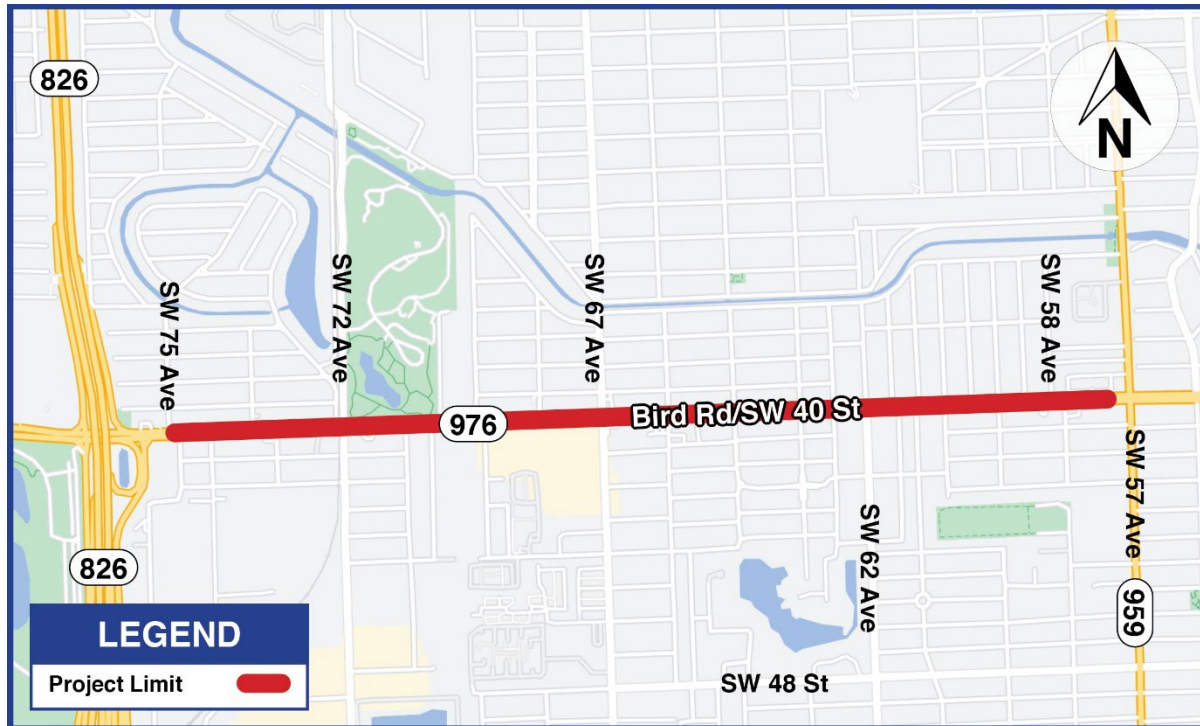 826
N
SW 75 Ave
SW 72 Ave
SW 67 Ave
SW 58 Ave
976
Bird Rd/SW 40 St
SW 57 Ave
SW 62 Ave
826
959
LEGEND
Project Limit
SW 48 St